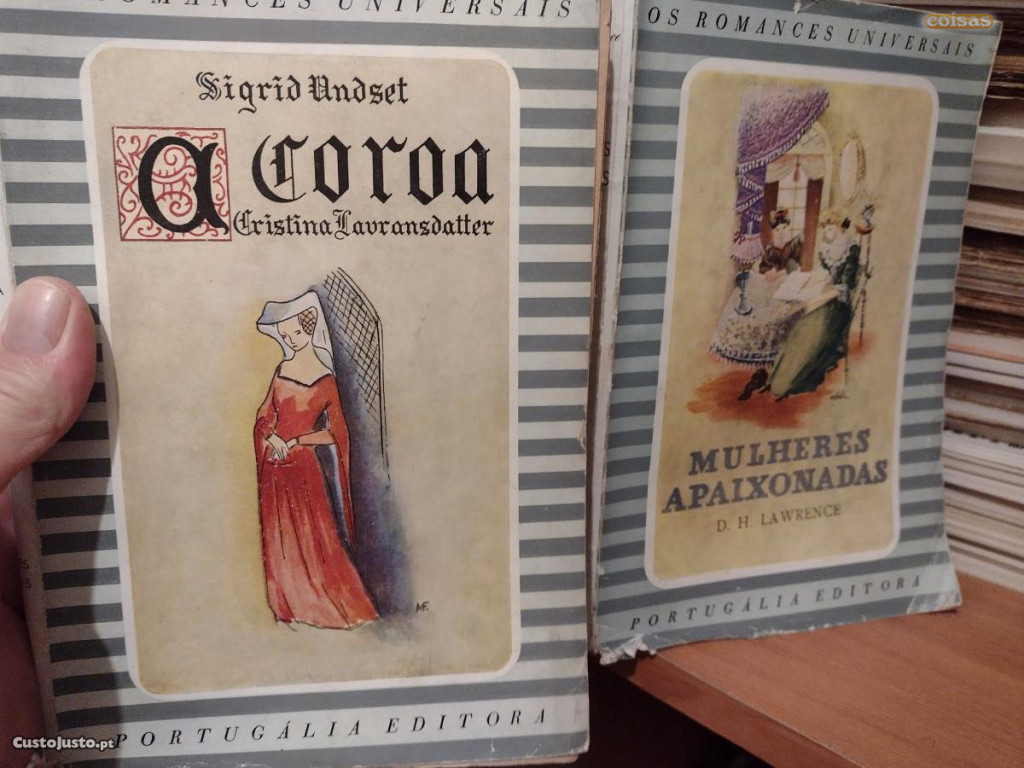 ROMANCES UNIVERSAIS
Sigrid Undset
A Coroa
Cristina Lavransdatter
MF.
PORTUGÁLIA EDITORA
OS ROMANCES UNIVERSAIS
MULHERES
APAIXONADAS
D. H. LAWRENCE
PORTUGÁLIA EDITORA
coisas
CustoJusto.pt